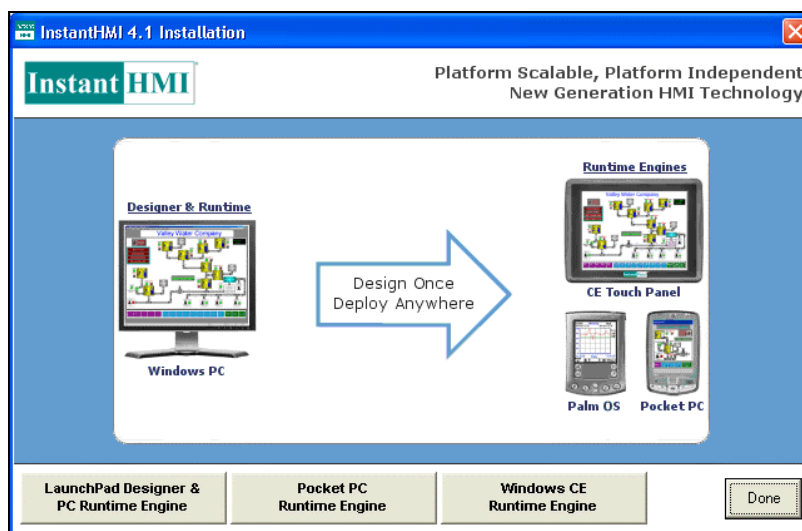 InstantHMI 4.1 Installation
Instant HMI
Platform Scalable, Platform Independent
New Generation HMI Technology
Designer & Runtime
Valley Water Company
Windows PC
Design Once
Deploy Anywhere
Runtime Engines
Valley Water Company
Instant HMI
CE Touch Panel
Palm OS
Pocket PC
LaunchPad Designer &
PC Runtime Engine
Pocket PC
Runtime Engine
Windows CE
Runtime Engine
Done